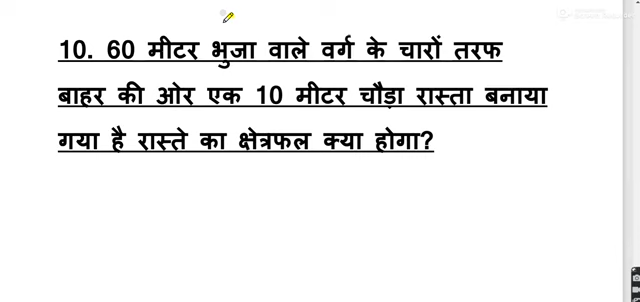 10. 60 मीटर भुजा वाले वर्ग के चारों तरफ
बाहर की ओर एक 10 मीटर चौड़ा रास्ता बनाया
गया है रास्ते का क्षेत्रफल क्या होगा?